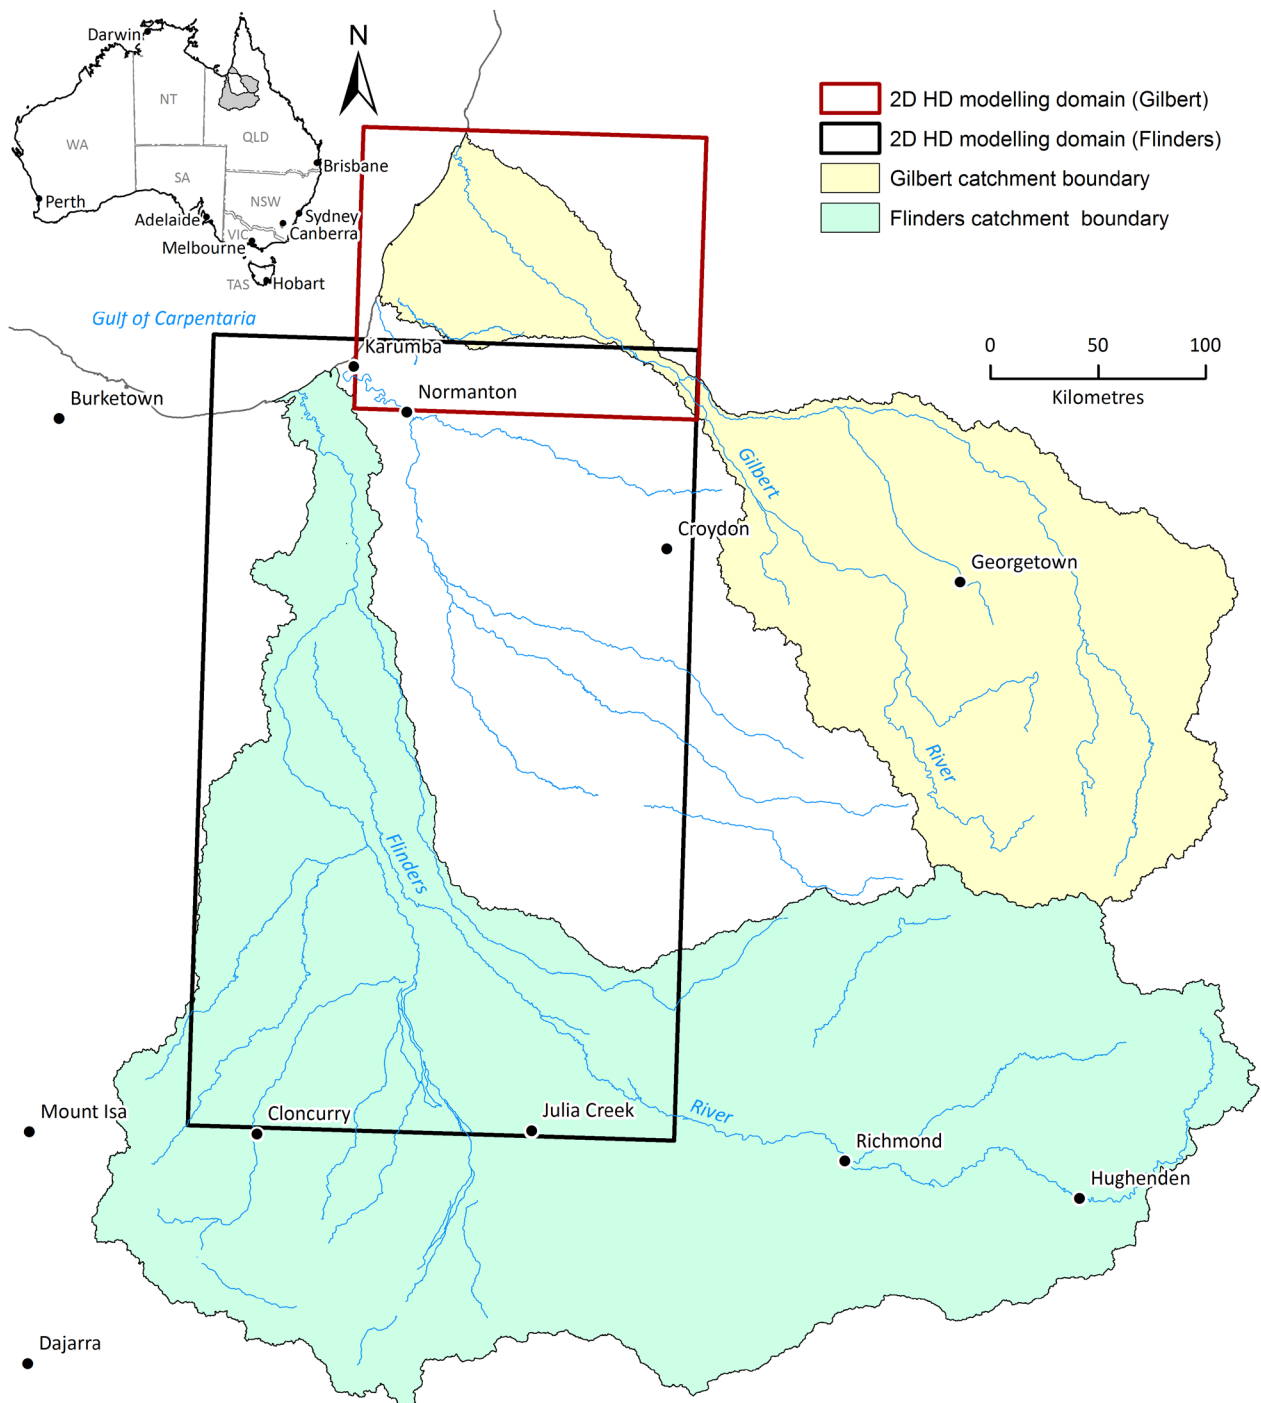 Darwin
NT
WA
QLD
SA
Brisbane
NSW
Perth
Adelaide
Sydney
VIC
Canberra
Melbourne
TAS
Hobart
N
2D HD modelling domain (Gilbert)
2D HD modelling domain (Flinders)
Gilbert catchment boundary
Flinders catchment boundary
Gulf of Carpentaria
0 50 100
Kilometres
Karumba
Burketown
Normanton
Gilbert
Croydon
Georgetown
River
Flinders
Mount Isa
Cloncurry
Julia Creek
River
Richmond
Hughenden
Dajarra